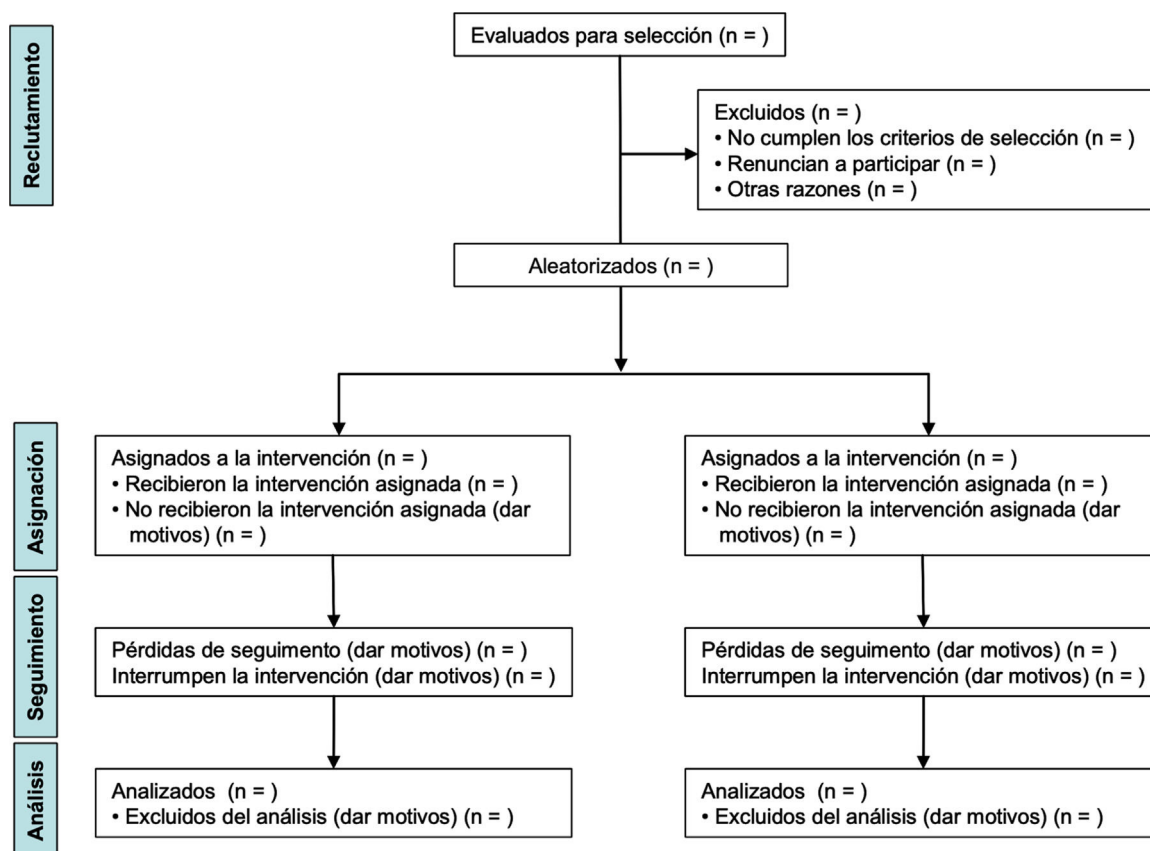 Reclutamiento
Evaluados para selección (n = )
Excluidos (n = )
• No cumplen los criterios de selección (n = )
• Renuncian a participar (n = )
• Otras razones (n = )
Aleatorizados (n = )
Asignación
Asignados a la intervención (n = )
• Recibieron la intervención asignada (n = )
• No recibieron la intervención asignada (dar
motivos) (n = )
Asignados a la intervención (n = )
• Recibieron la intervención asignada (n = )
• No recibieron la intervención asignada (dar
motivos) (n = )
Seguimiento
Pérdidas de seguimento (dar motivos) (n = )
Interrumpen la intervención (dar motivos) (n = )
Pérdidas de seguimento (dar motivos) (n = )
Interrumpen la intervención (dar motivos) (n = )
Análisis
Analizados (n = )
• Excluidos del análisis (dar motivos) (n = )
Analizados (n = )
• Excluidos del análisis (dar motivos) (n = )